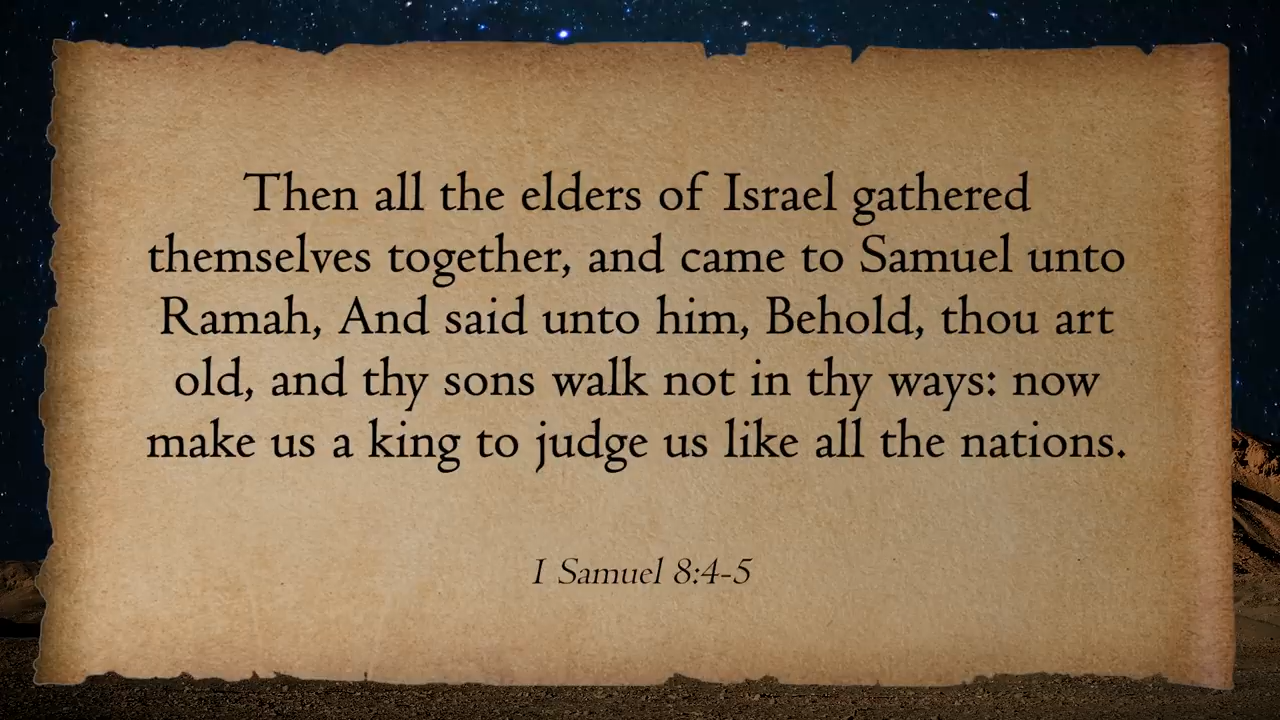 Then all the elders of Israel gathered
themselves together, and came to Samuel unto
Ramah, And said unto him, Behold, thou art
old, and thy sons walk not in thy ways: now
make us a king to judge us like all the nations.
I Samuel 8:4-5